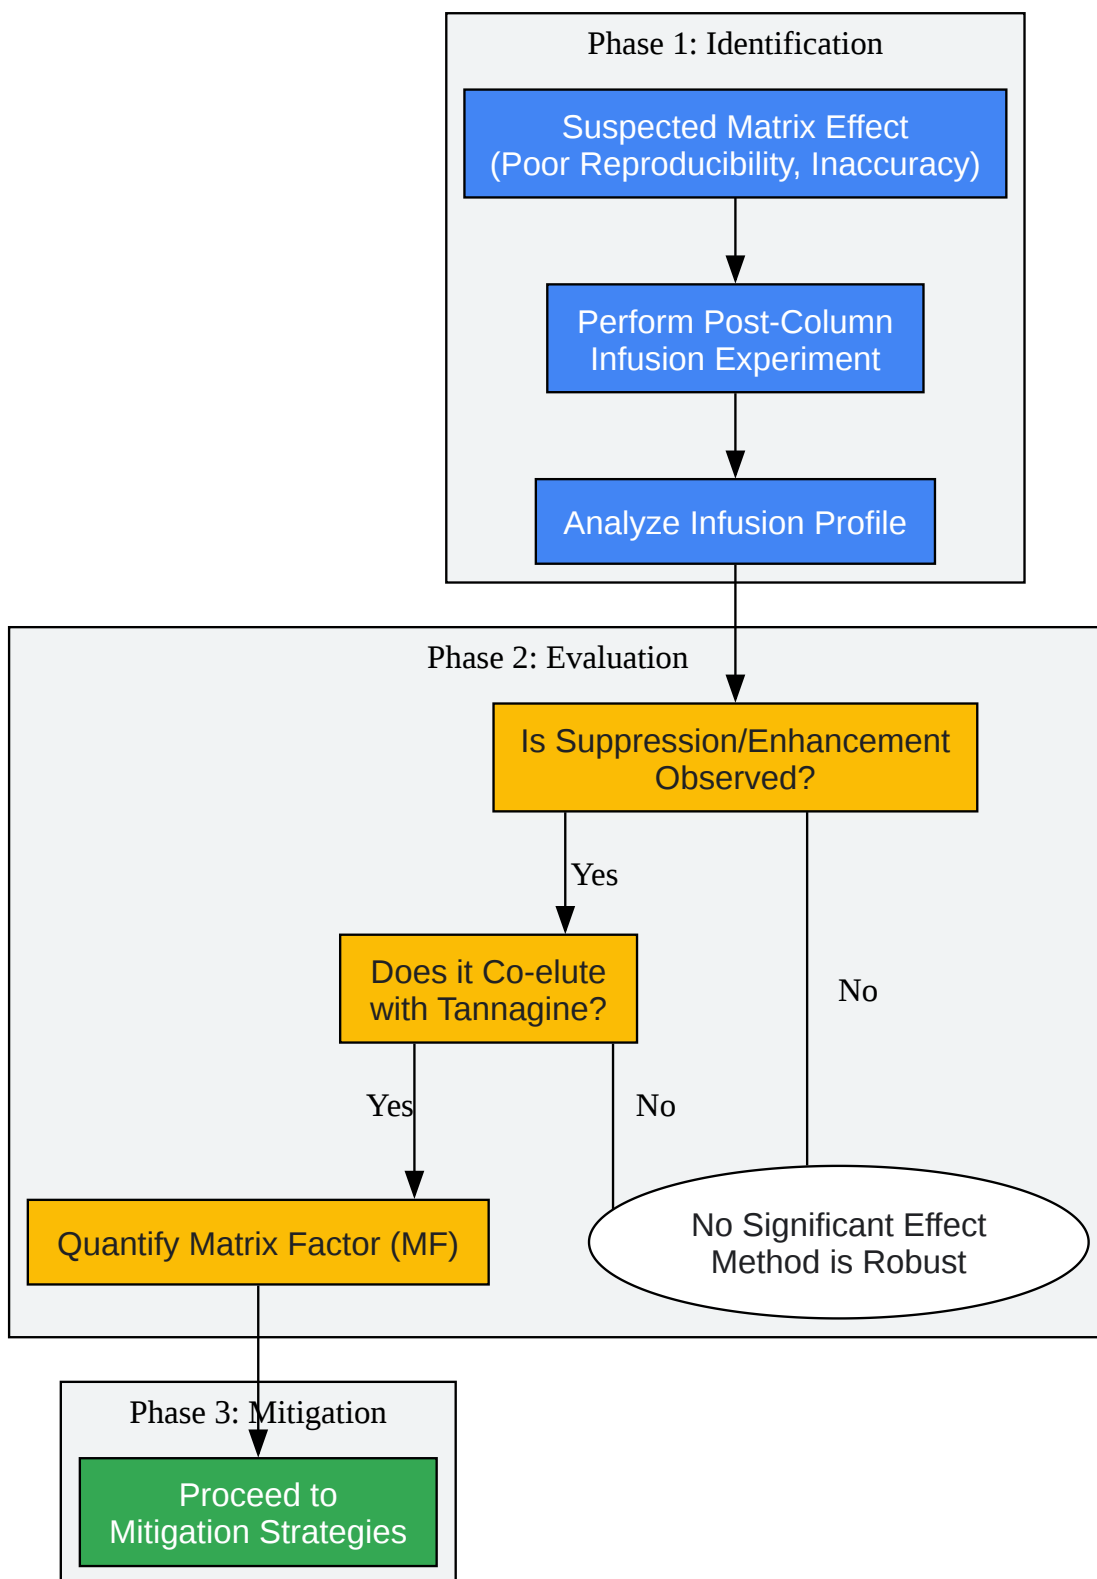 Phase 1: Identification
Suspected Matrix Effect
(Poor Reproducibility, Inaccuracy)
Perform Post-Column
Infusion Experiment
Analyze Infusion Profile
Phase 2: Evaluation
Is Suppression/Enhancement
Observed?
Yes
No
Does it Co-elute
with Tannagine?
Yes
No
Quantify Matrix Factor (MF)
No Significant Effect
Method is Robust
Phase 3: Mitigation
Proceed to
Mitigation Strategies